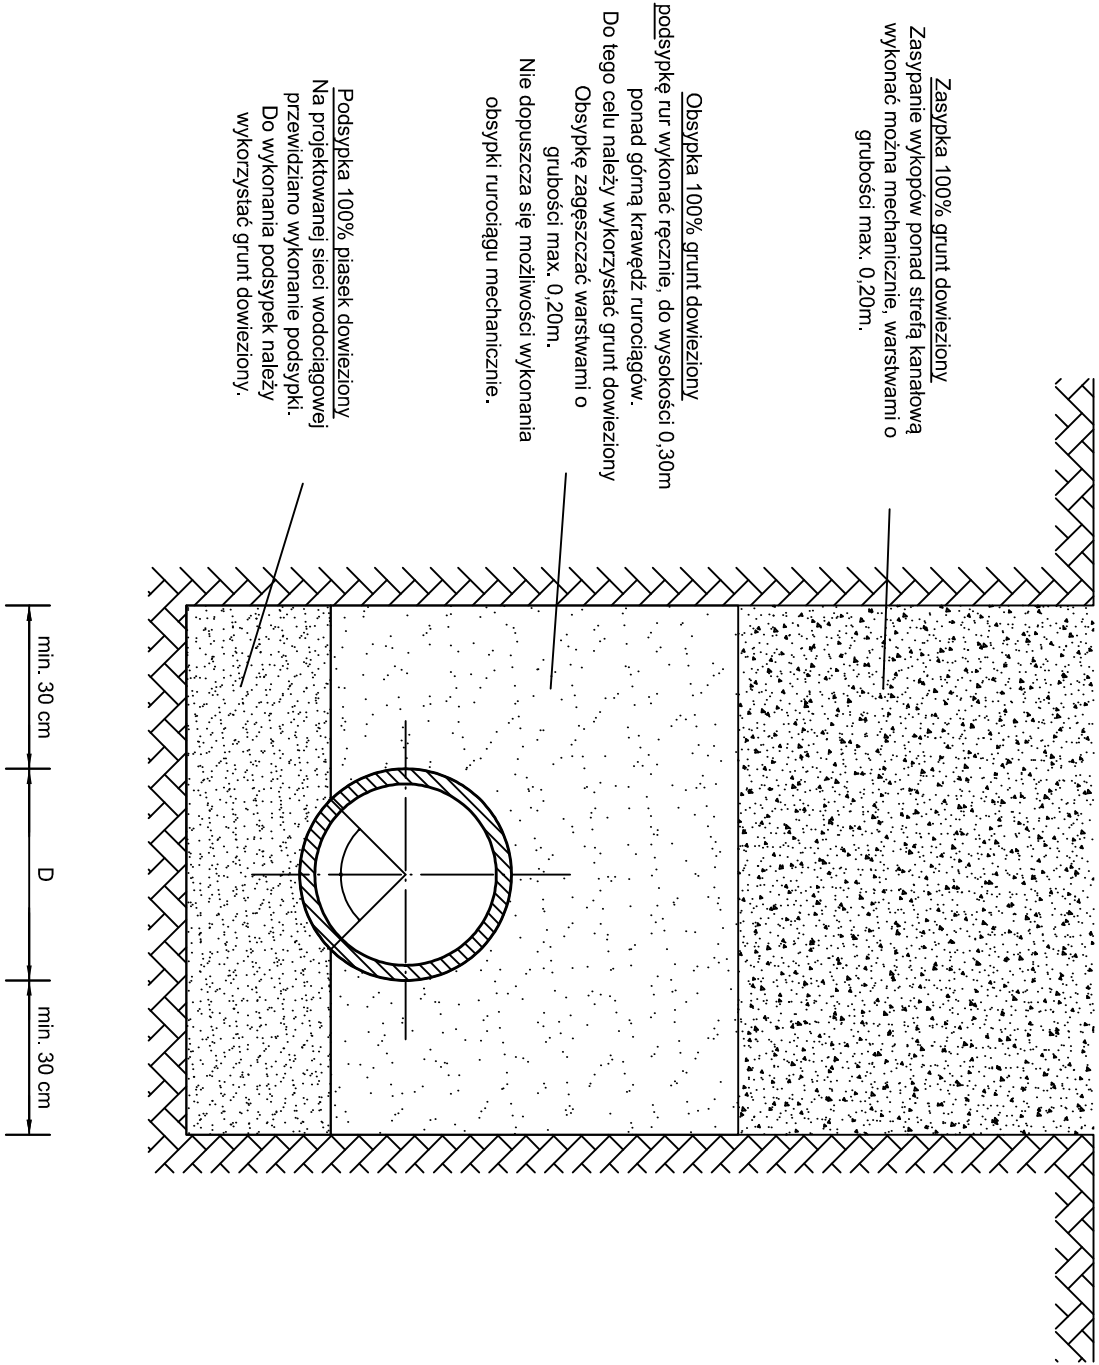 Zasypka 100% grunt dowieziony
Zasypanie wykopów ponad strefą kanałową
wykonać można mechanicznie, warstwami o
grubości max. 0,20m.
Obsypka 100% grunt dowieziony
podsypkę rur wykonać ręcznie, do wysokości 0,30m
ponad górną krawędź rurociągów.
Do tego celu należy wykorzystać grunt dowieziony
Obsypkę zagęszczać warstwami o
grubości max. 0,20m.
Nie dopuszcza się możliwości wykonania
obsypki rurociągu mechanicznie.
Podsypka 100% piasek dowieziony
Na projektowanej sieci wodociągowej
przewidziano wykonanie podsypki.
Do wykonania podsypek należy
wykorzystać grunt dowieziony.
min. 30 cm
D
min. 30 cm